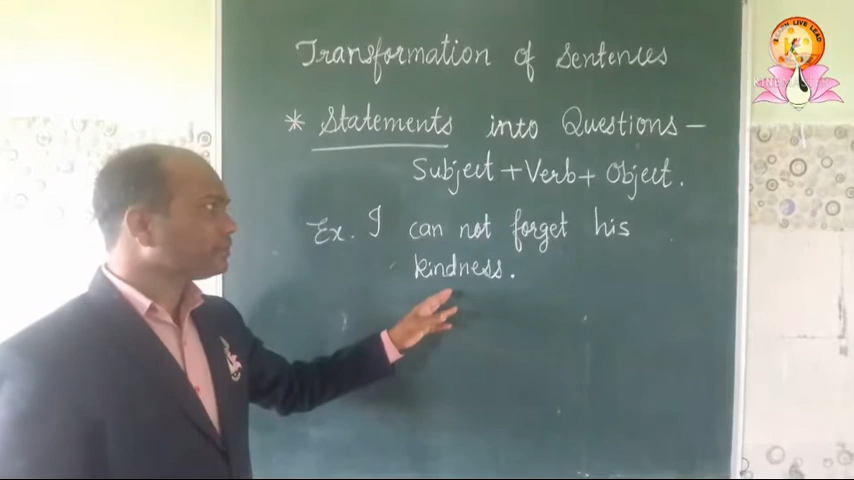 Transformation of Sentences
* Statements into Questions –
Subject + Verb + Object.
Ex. I can not forget his
kindness.